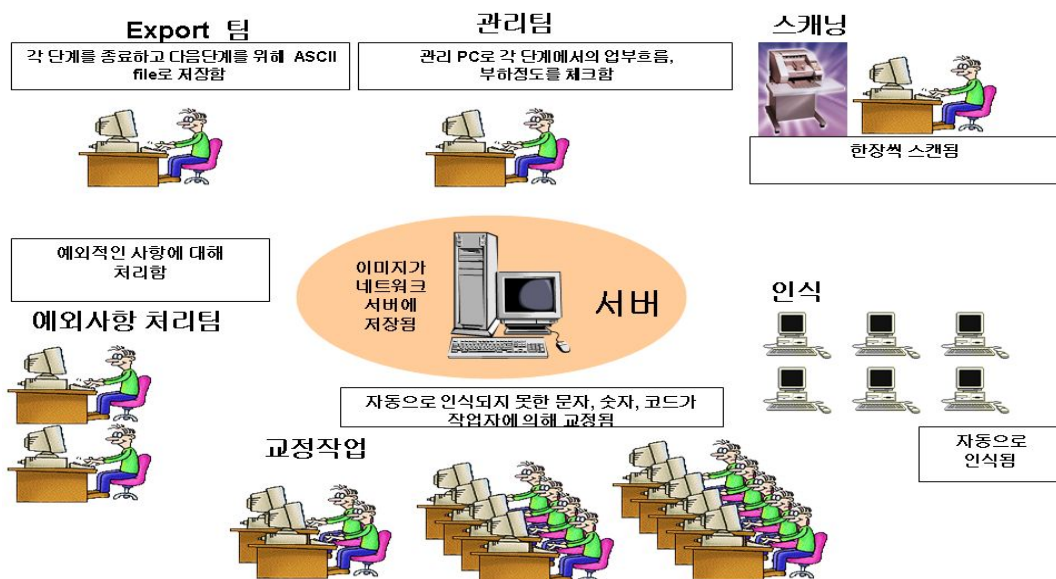 Export 팀
각 단계를 종료하고 다음단계를 위해 ASCII
file로 저장함
관리팀
관리 PC로 각 단계에서의 업부흐름,
부하정도를 체크함
스캐닝
한장씩 스캔됨
예외적인 사항에 대해
처리함
예외사항 처리팀
이미지가
네트워크
서버에
저장됨
서버
인식
자동으로
인식됨
자동으로 인식되지 못한 문자, 숫자, 코드가
작업자에 의해 교정됨
교정작업